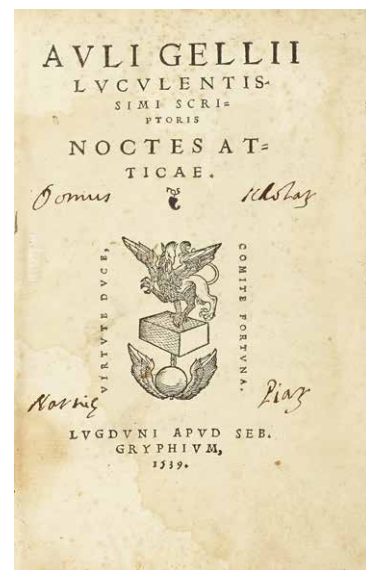 AVLI GELLII
LVCVLENTIS-
SIMI SCRI=
PTORIS
NOCTES AT=
TICAE.
Domus
VIRTVTE DVCE,
COMITE FORTVNA.
LVGDVNI APVD SEB.
GRYPHIVM,
1539.